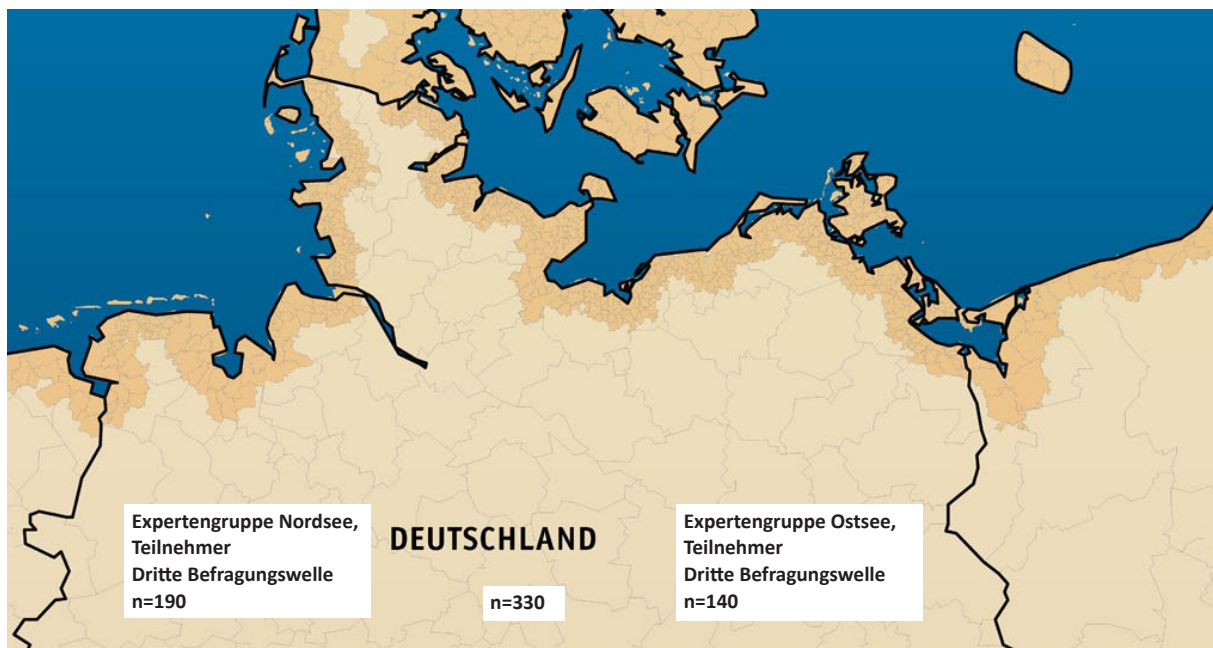 Expertengruppe Nordsee,
Teilnehmer
Dritte Befragungswelle
n=190
DEUTSCHLAND
n=330
Expertengruppe Ostsee,
Teilnehmer
Dritte Befragungswelle
n=140